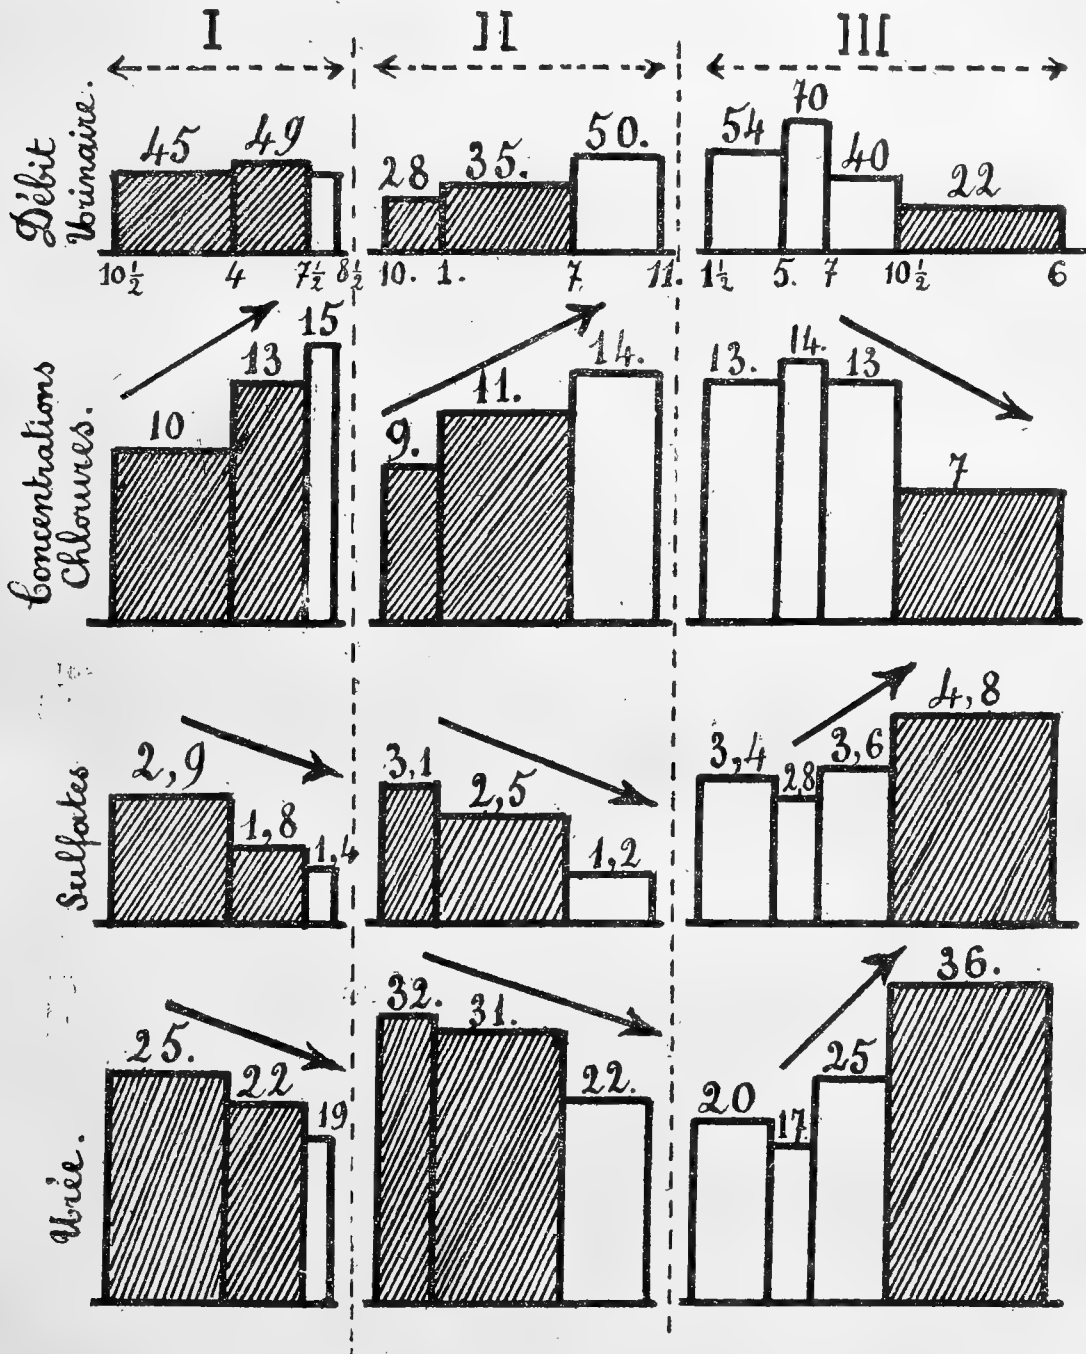 I II III
Débit Urinaire.
45 49 28 35. 50. 54 70 40 22
10½ 4 7½ 8½ 10. 1. 7 11. 1½ 5. 7 10½ 6
Concentrations Chlorures.
10 13 15 9. 11. 14. 13. 14. 13 7
Sulfates
2,9 1,8 1,4 3,1 2,5 1,2 3,4 2,8 3,6 4,8
Urée.
25. 22 19 32. 31. 22. 20 17. 25 36.